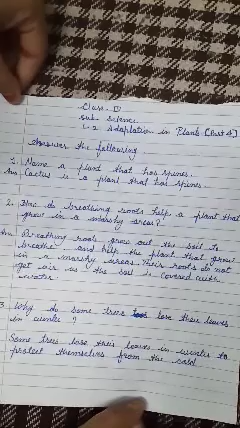 Class - IV
Sub - Science
L-2 Adaptation in Plants [Part 4]
Answer the following.
1. Name a plant that has spines.
Ans Cactus is a plant that has spines.
2. How do breathing roots help a plant that
grow in a marshy areas?
Ans. Breathing roots grow out the soil to
breathe and help the plant that grow
in a marshy areas. Their roots do not
get air as the soil is covered with
water.
3. Why do some trees lose their leaves
in winter?
Some trees lose their leaves in winter to
protect themselves from the cold